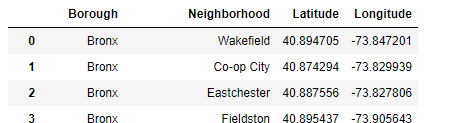 Borough Neighborhood Latitude Longitude
0 Bronx Wakefield 40.894705 -73.847201
1 Bronx Co-op City 40.874294 -73.829939
2 Bronx Eastchester 40.887556 -73.827806
3 Bronx Fieldston 40.895437 -73.905643